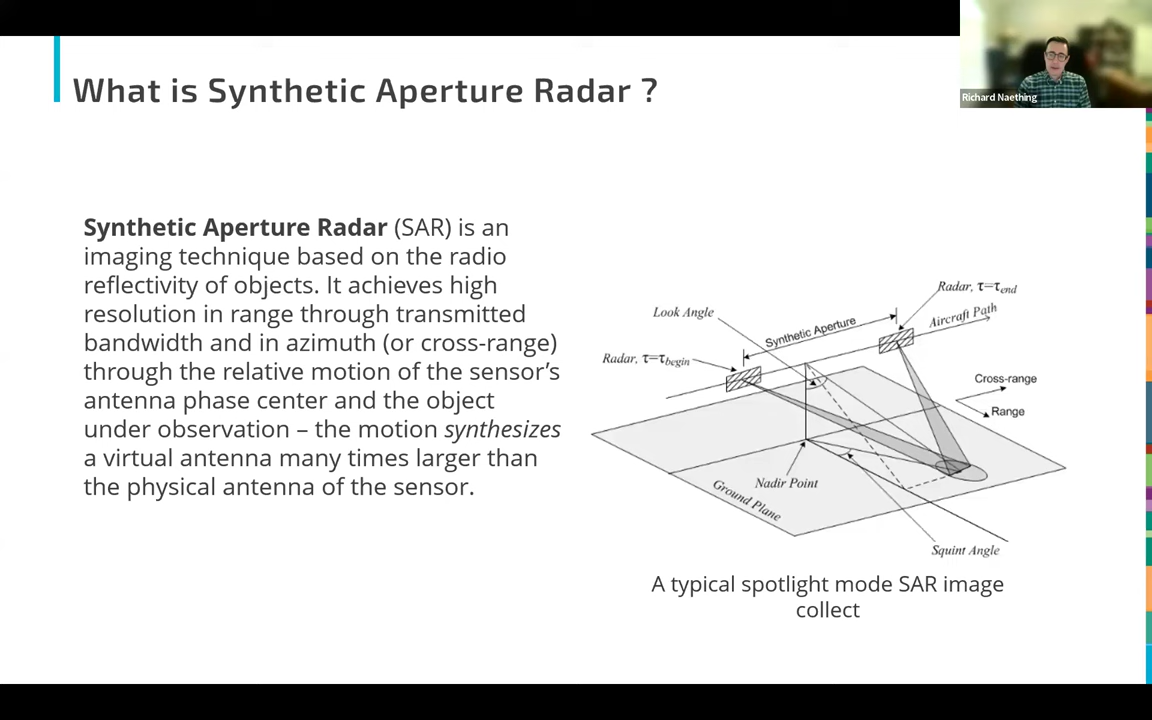 What is Synthetic Aperture Radar ?
Richard Naething
Synthetic Aperture Radar (SAR) is an
imaging technique based on the radio
reflectivity of objects. It achieves high
resolution in range through transmitted
bandwidth and in azimuth (or cross-range)
through the relative motion of the sensor’s
antenna phase center and the object
under observation – the motion synthesizes
a virtual antenna many times larger than
the physical antenna of the sensor.
Radar, τ=τend
Look Angle
Synthetic Aperture
Aircraft Path
Radar, τ=τbegin
Cross-range
Range
Nadir Point
Ground Plane
Squint Angle
A typical spotlight mode SAR image
collect